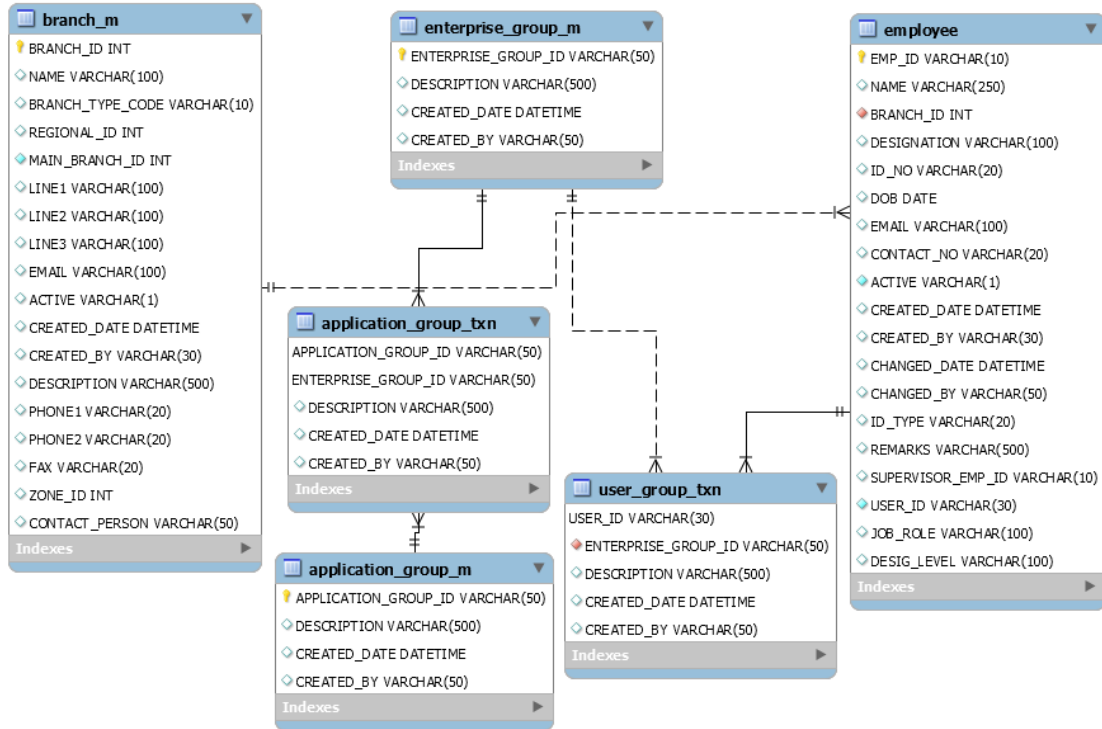 branch_m
BRANCH_ID INT
NAME VARCHAR(100)
BRANCH_TYPE_CODE VARCHAR(10)
REGIONAL_ID INT
MAIN_BRANCH_ID INT
LINE1 VARCHAR(100)
LINE2 VARCHAR(100)
LINE3 VARCHAR(100)
EMAIL VARCHAR(100)
ACTIVE VARCHAR(1)
CREATED_DATE DATETIME
CREATED_BY VARCHAR(30)
DESCRIPTION VARCHAR(500)
PHONE1 VARCHAR(20)
PHONE2 VARCHAR(20)
FAX VARCHAR(20)
ZONE_ID INT
CONTACT_PERSON VARCHAR(50)
Indexes
enterprise_group_m
ENTERPRISE_GROUP_ID VARCHAR(50)
DESCRIPTION VARCHAR(500)
CREATED_DATE DATETIME
CREATED_BY VARCHAR(50)
Indexes
application_group_txn
APPLICATION_GROUP_ID VARCHAR(50)
ENTERPRISE_GROUP_ID VARCHAR(50)
DESCRIPTION VARCHAR(500)
CREATED_DATE DATETIME
CREATED_BY VARCHAR(50)
Indexes
application_group_m
APPLICATION_GROUP_ID VARCHAR(50)
DESCRIPTION VARCHAR(500)
CREATED_DATE DATETIME
CREATED_BY VARCHAR(50)
Indexes
user_group_txn
USER_ID VARCHAR(30)
ENTERPRISE_GROUP_ID VARCHAR(50)
DESCRIPTION VARCHAR(500)
CREATED_DATE DATETIME
CREATED_BY VARCHAR(50)
Indexes
employee
EMP_ID VARCHAR(10)
NAME VARCHAR(250)
BRANCH_ID INT
DESIGNATION VARCHAR(100)
ID_NO VARCHAR(20)
DOB DATE
EMAIL VARCHAR(100)
CONTACT_NO VARCHAR(20)
ACTIVE VARCHAR(1)
CREATED_DATE DATETIME
CREATED_BY VARCHAR(30)
CHANGED_DATE DATETIME
CHANGED_BY VARCHAR(50)
ID_TYPE VARCHAR(20)
REMARKS VARCHAR(500)
SUPERVISOR_EMP_ID VARCHAR(10)
USER_ID VARCHAR(30)
JOB_ROLE VARCHAR(100)
DESIG_LEVEL VARCHAR(100)
Indexes